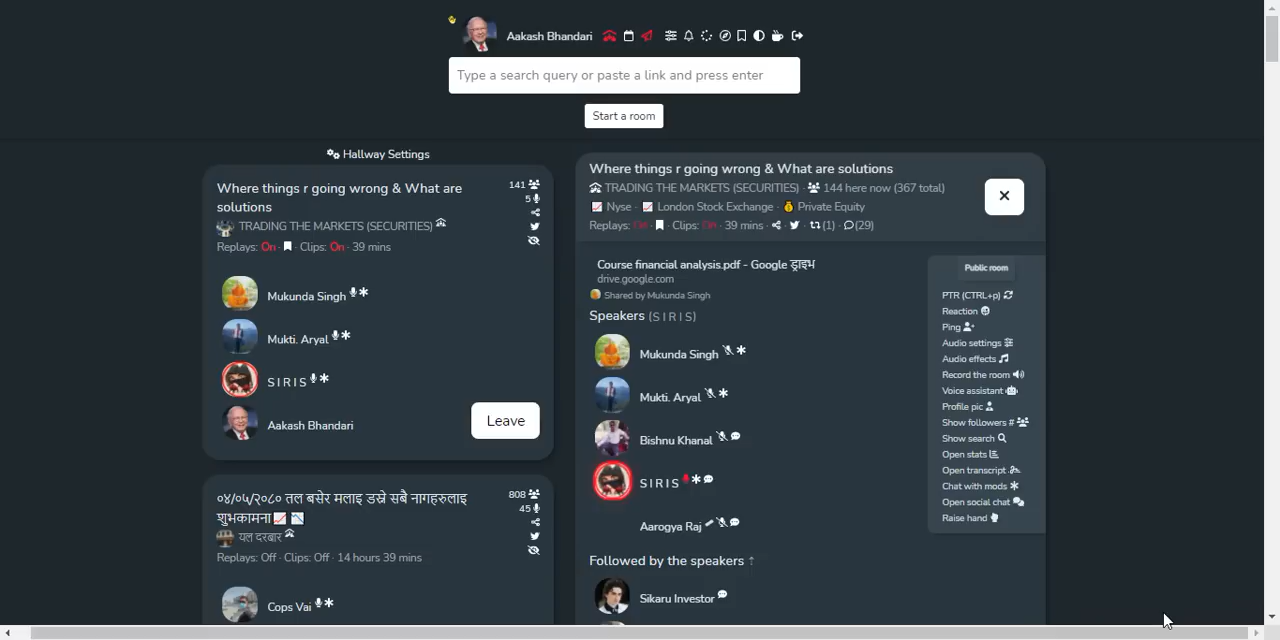 Aakash Bhandari
Type a search query or paste a link and press enter
Start a room
Hallway Settings
Where things r going wrong & What are
solutions
TRADING THE MARKETS (SECURITIES)
Replays: On · Clips: On · 39 mins
141
5
Mukunda Singh
Mukti. Aryal
S I R I S
Aakash Bhandari
Leave
०४/०५/२०८० तल बसेर मलाइ डस्ने सबै नागहरुलाइ
शुभकामना
यल दरबार
Replays: Off · Clips: Off · 14 hours 39 mins
808
45
Cops Vai
Where things r going wrong & What are solutions
TRADING THE MARKETS (SECURITIES) · 144 here now (367 total)
Nyse · London Stock Exchange · Private Equity
Replays: On · Clips: On · 39 mins · (1) · (29)
Course financial analysis.pdf - Google ड्राइभ
drive.google.com
Shared by Mukunda Singh
Speakers (S I R I S)
Mukunda Singh
Mukti. Aryal
Bishnu Khanal
S I R I S
Aarogya Raj
Followed by the speakers ↑
Sikaru Investor
Public room
PTR (CTRL+p)
Reaction
Ping
Audio settings
Audio effects
Record the room
Voice assistant
Profile pic
Show followers #
Show search
Open stats
Open transcript
Chat with mods
Open social chat
Raise hand